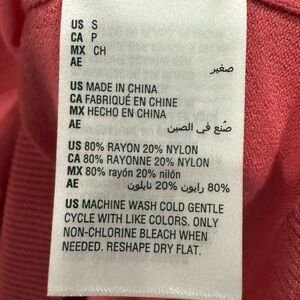 US S
CA P
MX CH
AE صغير
US MADE IN CHINA
CA FABRIQUÉ EN CHINE
MX HECHO EN CHINA
AE صُنع في الصين
US 80% RAYON 20% NYLON
CA 80% RAYONNE 20% NYLON
MX 80% rayón 20% nilón
AE 80% رايون 20% نايلون
US MACHINE WASH COLD GENTLE
CYCLE WITH LIKE COLORS. ONLY
NON-CHLORINE BLEACH WHEN
NEEDED. RESHAPE DRY FLAT.